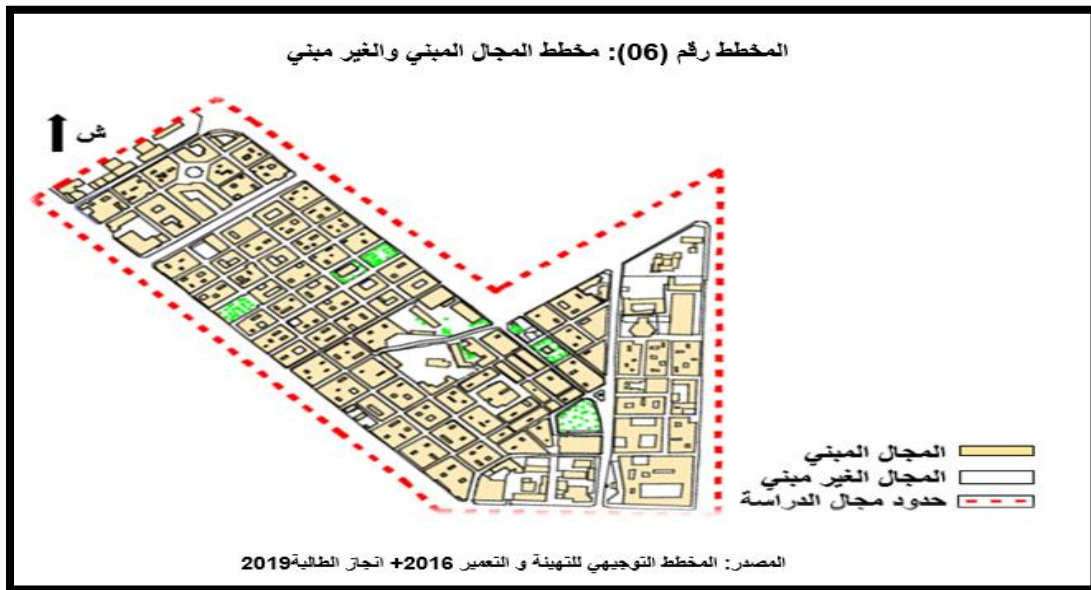 المخطط رقم (06): مخطط المجال المبني والغير مبني
ش
المجال المبني
المجال الغير مبني
حدود مجال الدراسة
المصدر: المخطط التوجيهي للتهيئة و التعمير 2016+ انجاز الطالبة2019